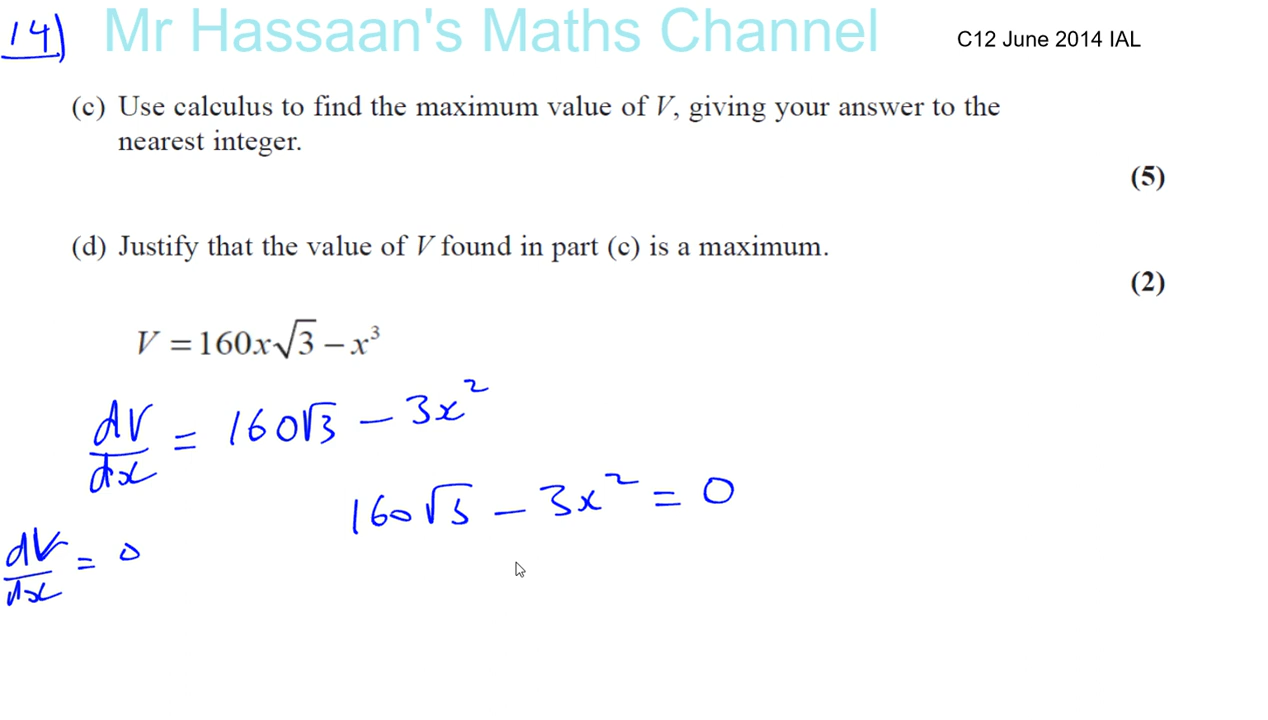 14) Mr Hassaan's Maths Channel C12 June 2014 IAL
(c) Use calculus to find the maximum value of V, giving your answer to the
nearest integer.
(5)
(d) Justify that the value of V found in part (c) is a maximum.
(2)
V = 160x√3 − x³
dV/dx = 160√3 − 3x²
160√3 − 3x² = 0
dV/dx = 0